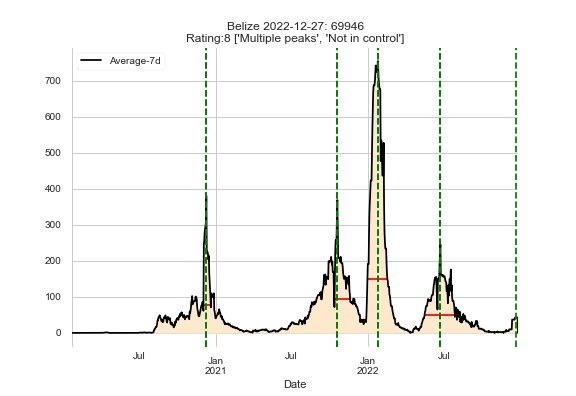 Belize 2022-12-27: 69946
Rating:8 ['Multiple peaks', 'Not in control']
Average-7d
700
600
500
400
300
200
100
0
Jul
Jan
2021
Jul
Jan
2022
Jul
Date